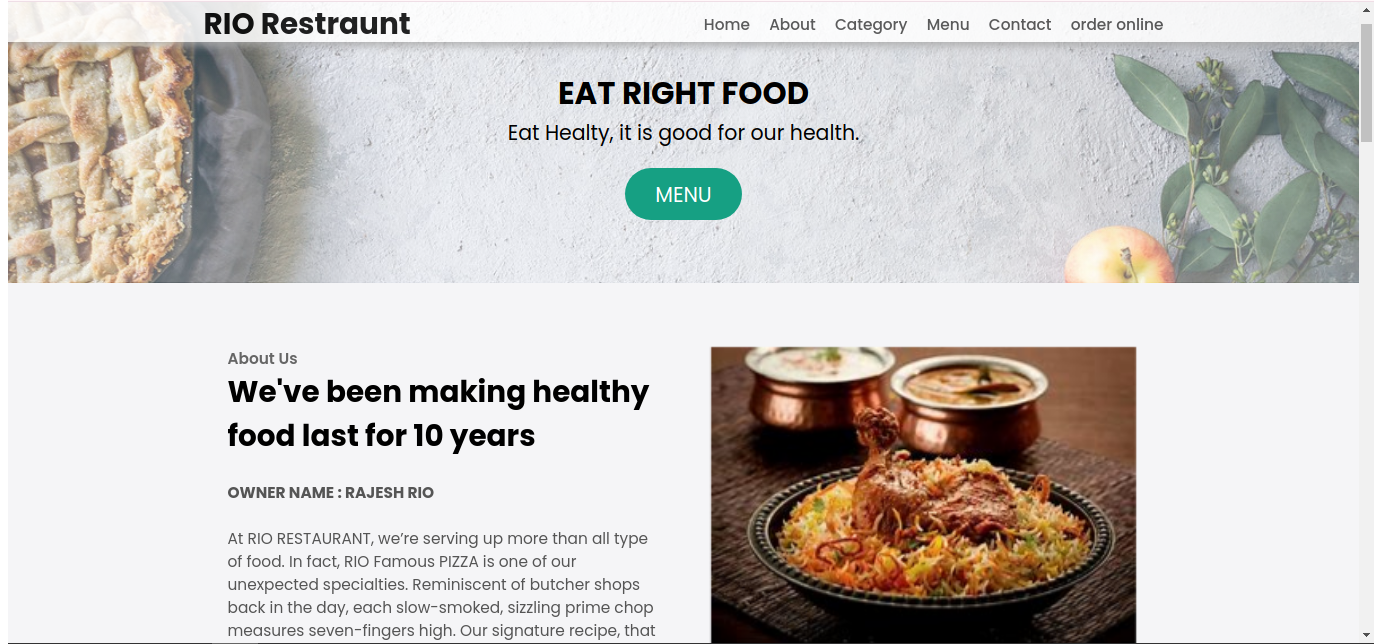 RIO Restraunt
Home About Category Menu Contact order online
EAT RIGHT FOOD
Eat Healty, it is good for our health.
MENU
About Us
We've been making healthy
food last for 10 years
OWNER NAME : RAJESH RIO
At RIO RESTAURANT, we’re serving up more than all type
of food. In fact, RIO Famous PIZZA is one of our
unexpected specialties. Reminiscent of butcher shops
back in the day, each slow-smoked, sizzling prime chop
measures seven-fingers high. Our signature recipe, that